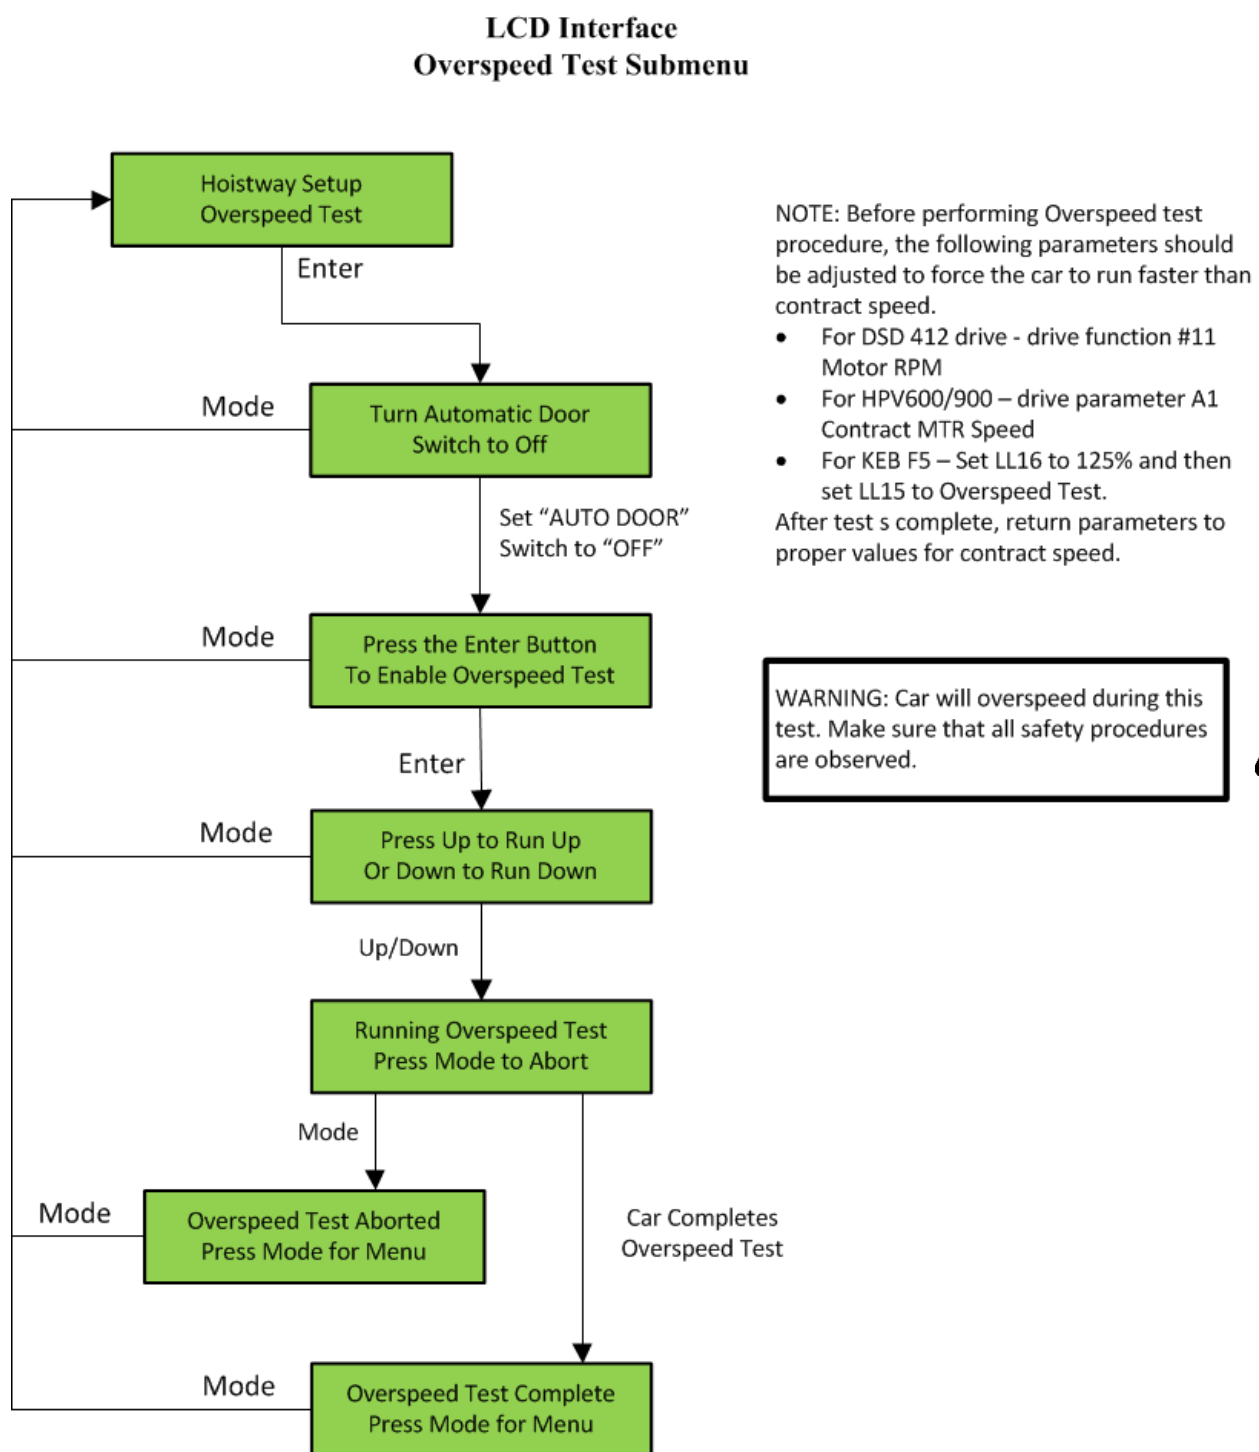 LCD Interface
Overspeed Test Submenu
Hoistway Setup
Overspeed Test
Enter
Mode
Turn Automatic Door
Switch to Off
Set “AUTO DOOR”
Switch to “OFF”
Mode
Press the Enter Button
To Enable Overspeed Test
Enter
Mode
Press Up to Run Up
Or Down to Run Down
Up/Down
Running Overspeed Test
Press Mode to Abort
Mode
Mode
Overspeed Test Aborted
Press Mode for Menu
Car Completes
Overspeed Test
Mode
Overspeed Test Complete
Press Mode for Menu
NOTE: Before performing Overspeed test
procedure, the following parameters should
be adjusted to force the car to run faster than
contract speed.
• For DSD 412 drive - drive function #11
Motor RPM
• For HPV600/900 – drive parameter A1
Contract MTR Speed
• For KEB F5 – Set LL16 to 125% and then
set LL15 to Overspeed Test.
After test s complete, return parameters to
proper values for contract speed.
WARNING: Car will overspeed during this
test. Make sure that all safety procedures
are observed.